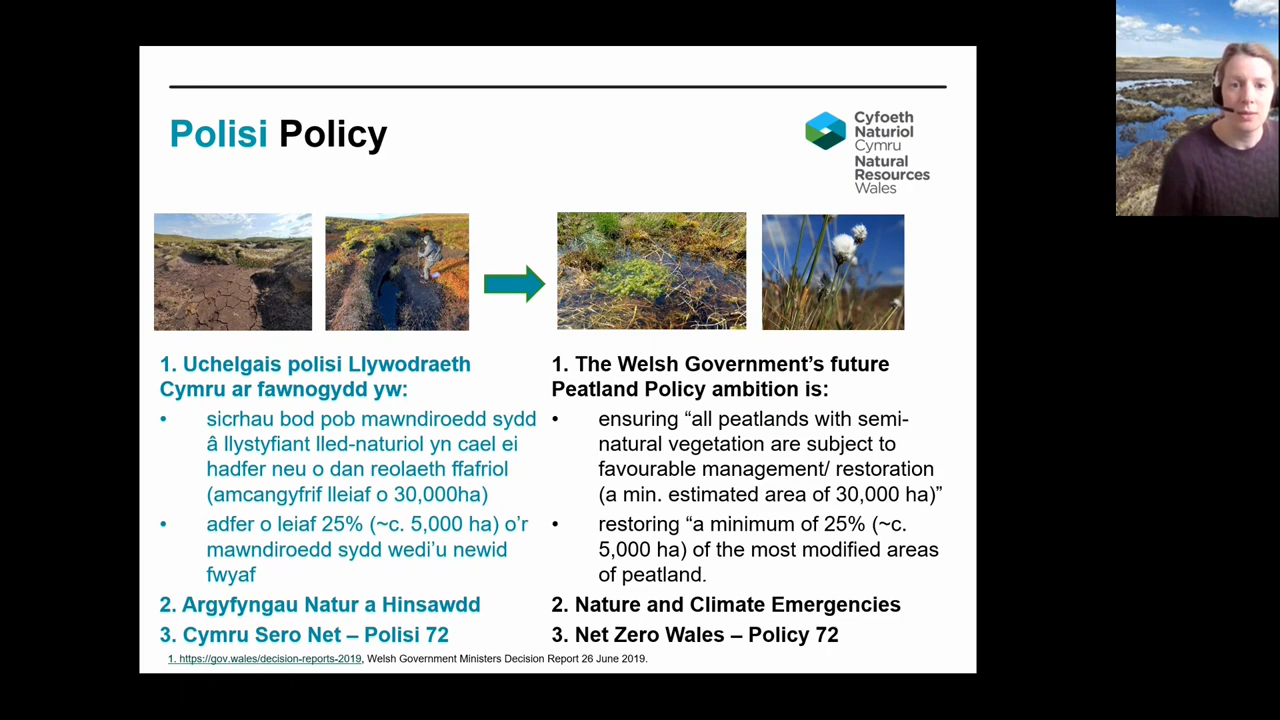 Polisi Policy
Cyfoeth
Naturiol
Cymru
Natural
Resources
Wales
1. Uchelgais polisi Llywodraeth
Cymru ar fawnogydd yw:
• sicrhau bod pob mawndiroedd sydd
â llystyfiant lled-naturiol yn cael ei
hadfer neu o dan reolaeth ffafriol
(amcangyfrif lleiaf o 30,000ha)
• adfer o leiaf 25% (~c. 5,000 ha) o’r
mawndiroedd sydd wedi’u newid
fwyaf
2. Argyfyngau Natur a Hinsawdd
3. Cymru Sero Net – Polisi 72
1. The Welsh Government’s future
Peatland Policy ambition is:
• ensuring “all peatlands with semi-
natural vegetation are subject to
favourable management/ restoration
(a min. estimated area of 30,000 ha)”
• restoring “a minimum of 25% (~c.
5,000 ha) of the most modified areas
of peatland.
2. Nature and Climate Emergencies
3. Net Zero Wales – Policy 72
1. https://gov.wales/decision-reports-2019, Welsh Government Ministers Decision Report 26 June 2019.